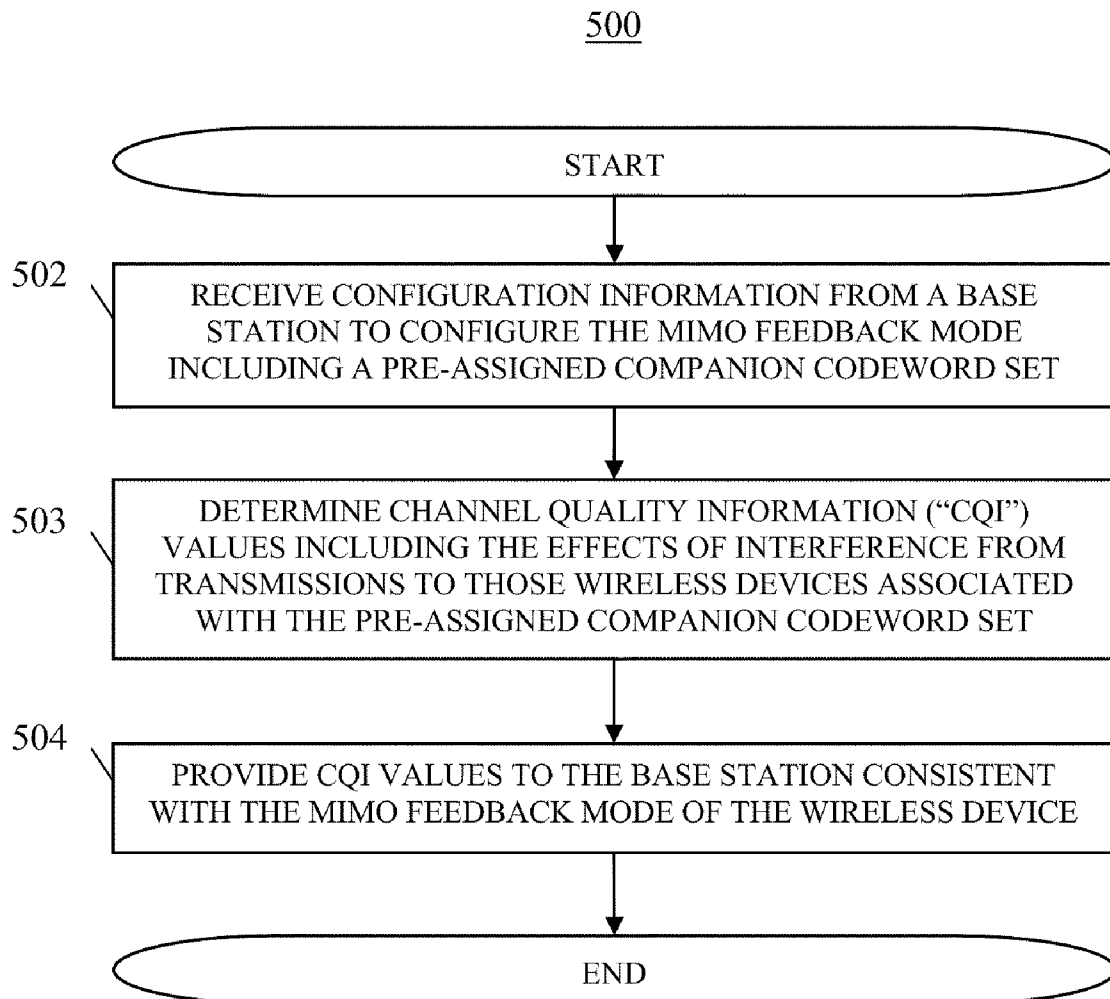 500
START
502
RECEIVE CONFIGURATION INFORMATION FROM A BASE
STATION TO CONFIGURE THE MIMO FEEDBACK MODE
INCLUDING A PRE-ASSIGNED COMPANION CODEWORD SET
503
DETERMINE CHANNEL QUALITY INFORMATION (“CQI”)
VALUES INCLUDING THE EFFECTS OF INTERFERENCE FROM
TRANSMISSIONS TO THOSE WIRELESS DEVICES ASSOCIATED
WITH THE PRE-ASSIGNED COMPANION CODEWORD SET
504
PROVIDE CQI VALUES TO THE BASE STATION CONSISTENT
WITH THE MIMO FEEDBACK MODE OF THE WIRELESS DEVICE
END